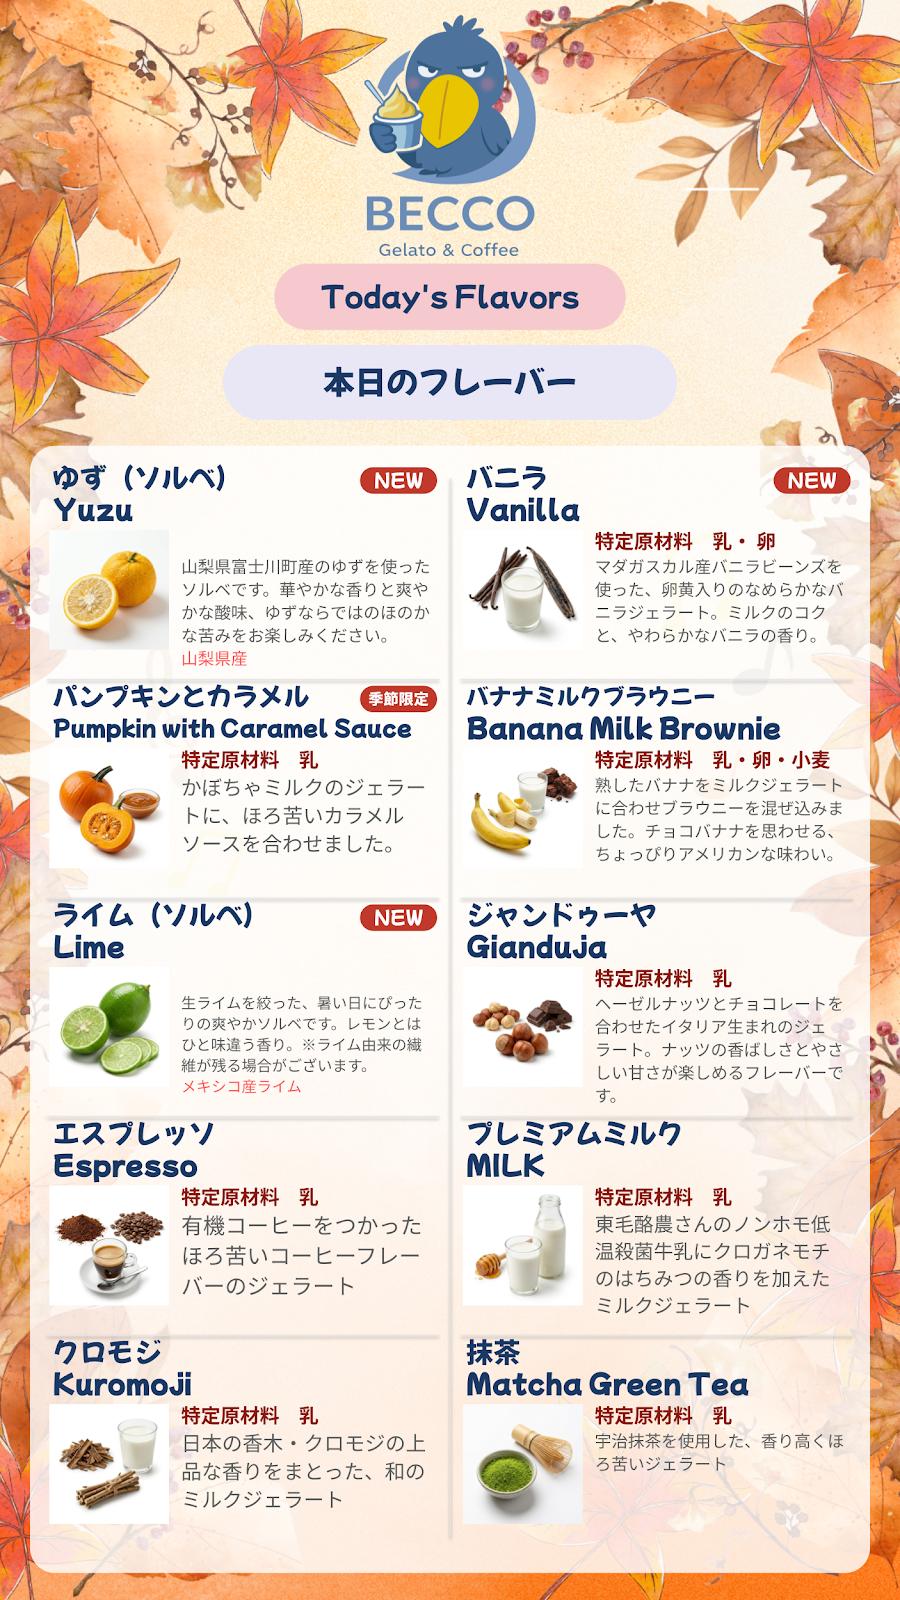 BECCO
Gelato & Coffee
Today's Flavors
本日のフレーバー
ゆず（ソルベ）
NEW
Yuzu
山梨県富士川町産のゆずを使った
ソルベです。華やかな香りと爽や
かな酸味、ゆずならではのほのか
な苦みをお楽しみください。
山梨県産
バニラ
NEW
Vanilla
特定原材料　乳・ 卵
マダガスカル産バニラビーンズを
使った、卵黄入りのなめらかなバ
ニラジェラート。ミルクのコク
と、やわらかなバニラの香り。
パンプキンとカラメル
季節限定
Pumpkin with Caramel Sauce
特定原材料　乳
かぼちゃミルクのジェラー
トに、ほろ苦いカラメル
ソースを合わせました。
バナナミルクブラウニー
Banana Milk Brownie
特定原材料　乳・卵・小麦
熟したバナナをミルクジェラート
に合わせブラウニーを混ぜ込みま
した。チョコバナナを思わせる、
ちょっぴりアメリカンな味わい。
ライム（ソルベ）
NEW
Lime
生ライムを絞った、暑い日にぴった
りの爽やかソルベです。レモンとは
ひと味違う香り。※ライム由来の繊
維が残る場合がございます。
メキシコ産ライム
ジャンドゥーヤ
Gianduja
特定原材料　乳
ヘーゼルナッツとチョコレートを
合わせたイタリア生まれのジェ
ラート。ナッツの香ばしさとやさ
しい甘さが楽しめるフレーバーで
す。
エスプレッソ
Espresso
特定原材料　乳
有機コーヒーをつかった
ほろ苦いコーヒーフレー
バーのジェラート
プレミアムミルク
MILK
特定原材料　乳
東毛酪農さんのノンホモ低
温殺菌牛乳にクロガネモチ
のはちみつの香りを加えた
ミルクジェラート
クロモジ
Kuromoji
特定原材料　乳
日本の香木・クロモジの上
品な香りをまとった、和の
ミルクジェラート
抹茶
Matcha Green Tea
特定原材料　乳
宇治抹茶を使用した、香り高くほ
ろ苦いジェラート